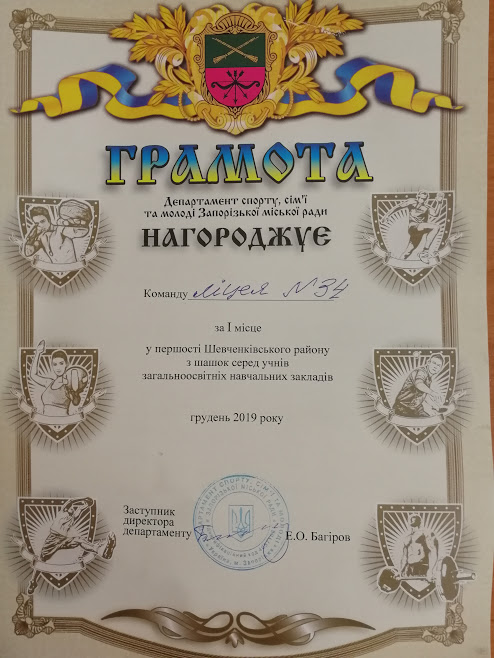 ГРАМОТА
Департамент спорту, сім'ї
та молоді Запорізької міської ради
НАГОРОДЖУЄ
Команду ліцея №34
за І місце
у першості Шевченківського району
з шашок серед учнів
загальноосвітніх навчальних закладів
грудень 2019 року
Заступник
директора
департаменту
Е.О. Багіров